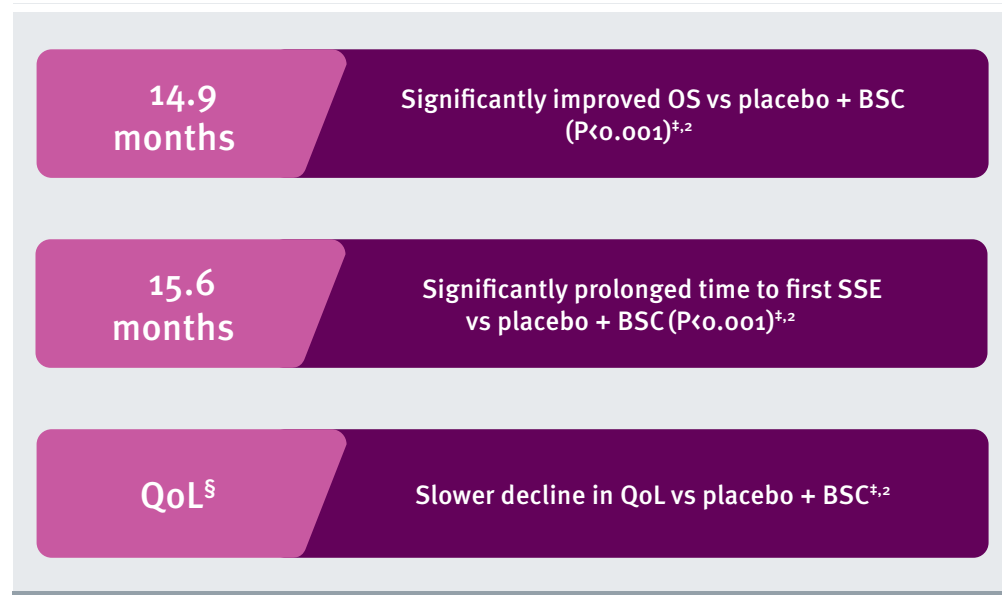 14.9
months
Significantly improved OS vs placebo + BSC
(P<0.001)‡,2
15.6
months
Significantly prolonged time to first SSE
vs placebo + BSC (P<0.001)‡,2
QoL§
Slower decline in QoL vs placebo + BSC‡,2